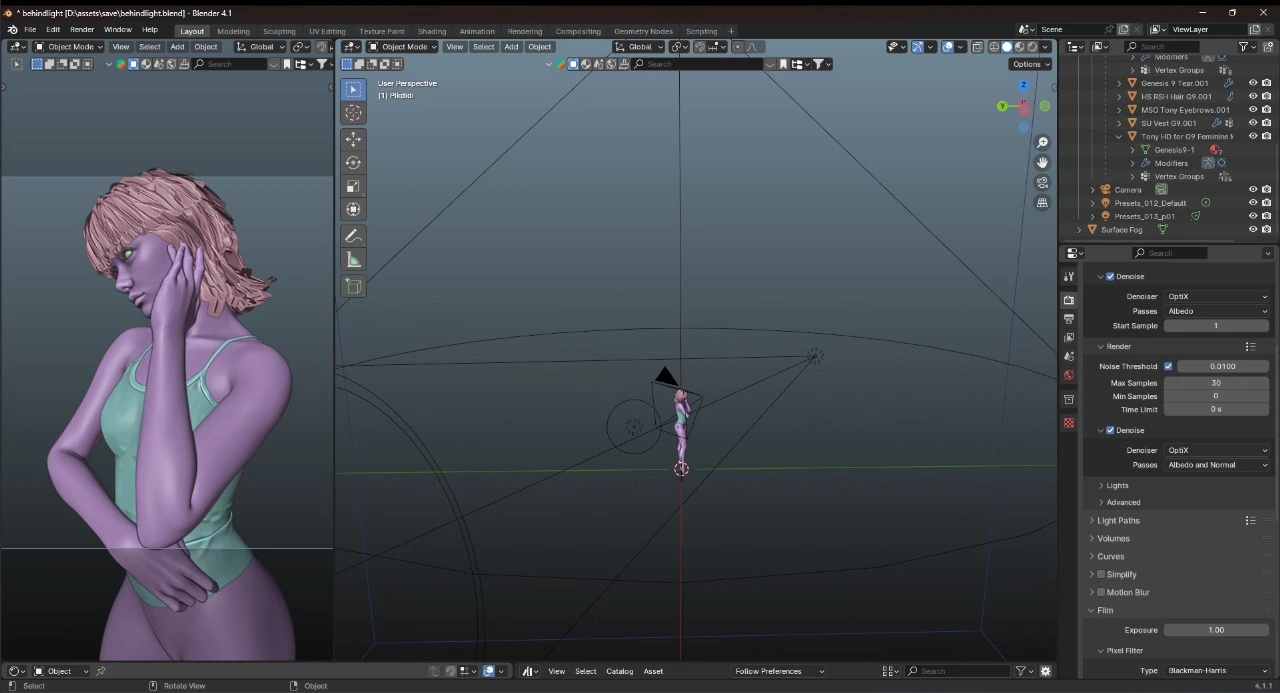 * behindlight [D:\assets\save\behindlight.blend] - Blender 4.1
File Edit Render Window Help Layout Modeling Sculpting UV Editing Texture Paint Shading Animation Rendering Compositing Geometry Nodes Scripting + Scene ViewLayer
Object Mode View Select Add Object Global
Object Mode View Select Add Object Global
Search
Search
Search
Options
User Perspective
(1) Pikdidi
Z
Y
Modifiers
Vertex Groups
Genesis 9 Tear.001
HS RSH Hair G9.001
MSO Tony Eyebrows.001
SU Vest G9.001
Tony HD for G9 Feminine
Genesis9-1
Modifiers
Vertex Groups
Camera
Presets_012_Default
Presets_013_p01
Surface Fog
Search
Denoise
Denoiser OptiX
Passes Albedo
Start Sample 1
Render
Noise Threshold 0.0100
Max Samples 30
Min Samples 0
Time Limit 0 s
Denoise
Denoiser OptiX
Passes Albedo and Normal
Lights
Advanced
Light Paths
Volumes
Curves
Simplify
Motion Blur
Film
Exposure 1.00
Pixel Filter
Type Blackman-Harris
Object
View Select Catalog Asset Follow Preferences Search
Select Rotate View Object 4.1.1